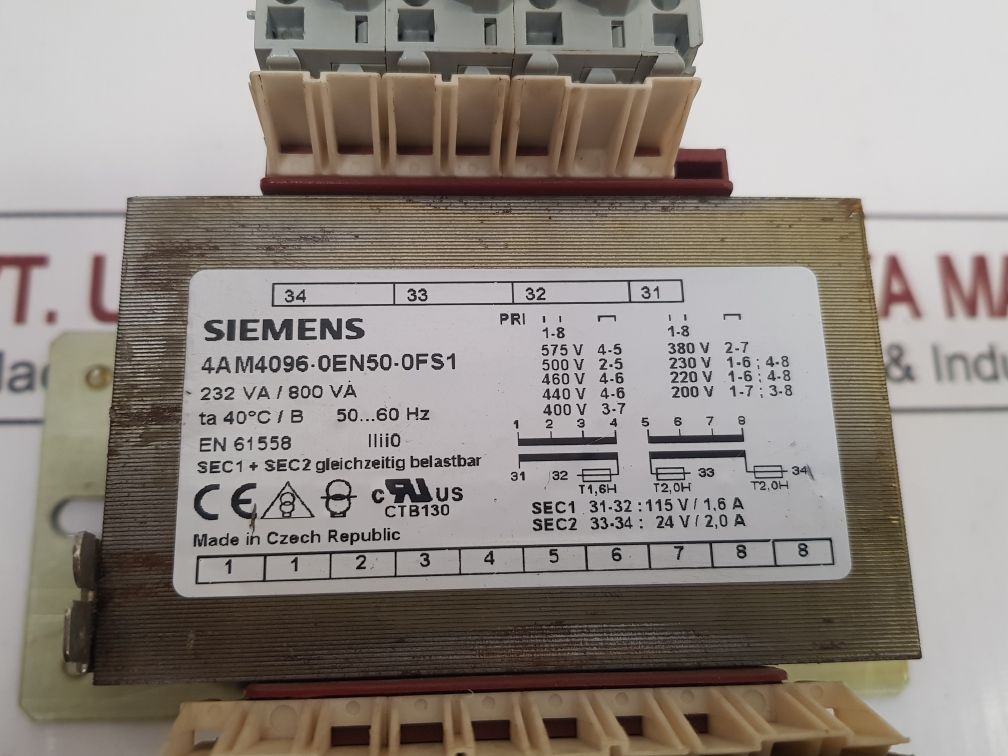 34 33 32 31
SIEMENS
4AM4096-0EN50-0FS1
232 VA / 800 VA
ta 40°C / B 50...60 Hz
EN 61558 IIii0
SEC1 + SEC2 gleichzeitig belastbar
CE c RU US
CTB130
Made in Czech Republic
PRI
1-8 1-8
575 V 4-5 380 V 2-7
500 V 2-5 230 V 1-6 ; 4-8
460 V 4-6 220 V 1-6 ; 4-8
440 V 4-6 200 V 1-7 ; 3-8
400 V 3-7
1 2 3 4 5 6 7 8
31 32 33 34
T1,6H T2,0H T2,0H
SEC1 31-32 : 115 V / 1,6 A
SEC2 33-34 : 24 V / 2,0 A
1 1 2 3 4 5 6 7 8 8
& Indu